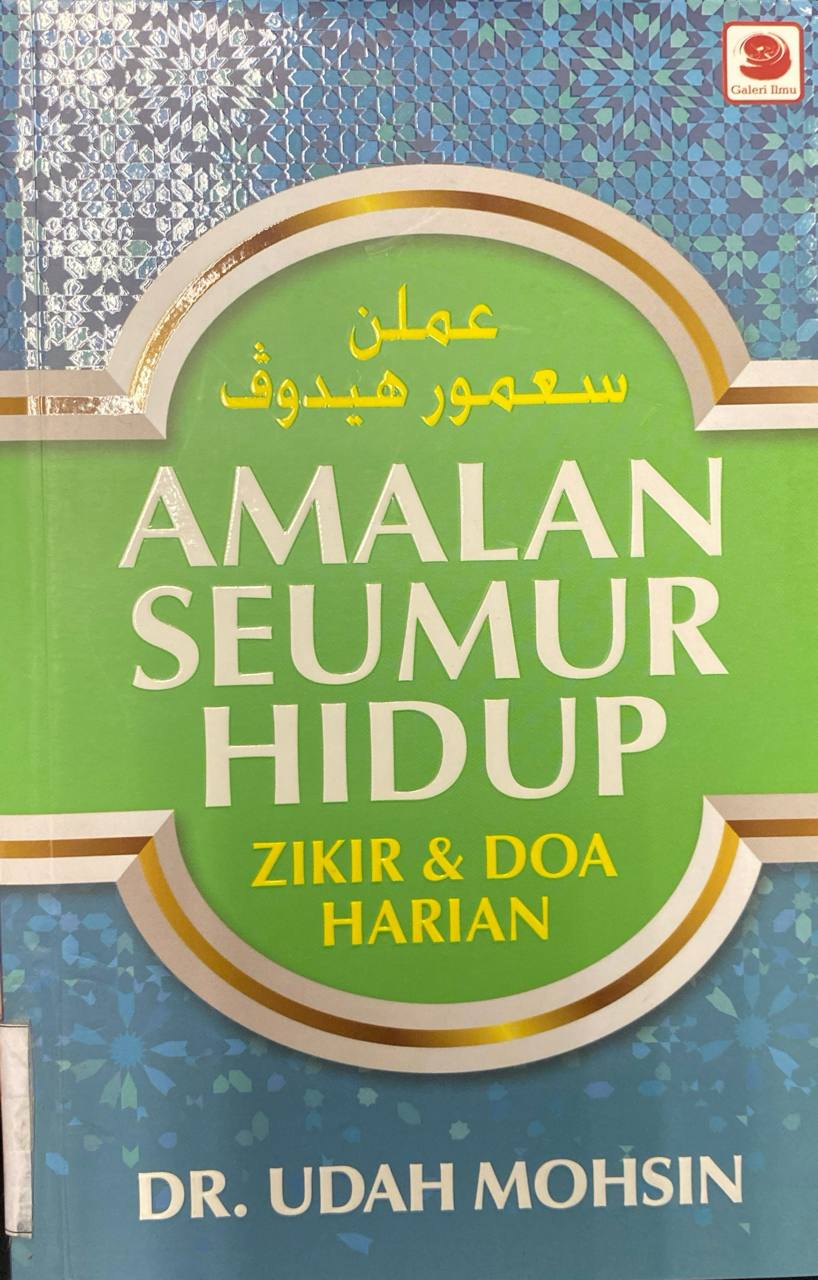 Galeri Ilmu
عملن
سعمور هيدوڤ
AMALAN
SEUMUR
HIDUP
ZIKIR & DOA
HARIAN
DR. UDAH MOHSIN